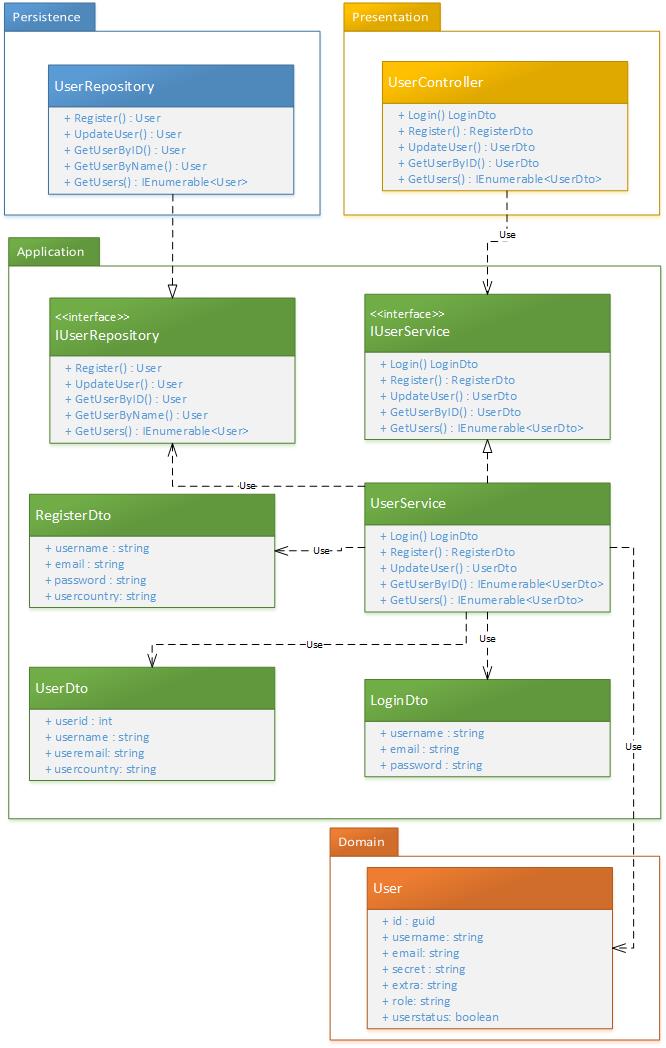 Persistence
UserRepository
+ Register() : User
+ UpdateUser() : User
+ GetUserByID() : User
+ GetUserByName() : User
+ GetUsers() : IEnumerable<User>
Presentation
UserController
+ Login() LoginDto
+ Register() : RegisterDto
+ UpdateUser() : UserDto
+ GetUserByID() : UserDto
+ GetUsers() : IEnumerable<UserDto>
Use
Application
<<interface>>
IUserRepository
+ Register() : User
+ UpdateUser() : User
+ GetUserByID() : User
+ GetUserByName() : User
+ GetUsers() : IEnumerable<User>
<<interface>>
IUserService
+ Login() LoginDto
+ Register() : RegisterDto
+ UpdateUser() : UserDto
+ GetUserByID() : UserDto
+ GetUsers() : IEnumerable<UserDto>
Use
RegisterDto
+ username : string
+ email : string
+ password : string
+ usercountry: string
Use
UserService
+ Login() LoginDto
+ Register() : RegisterDto
+ UpdateUser() : UserDto
+ GetUserByID() : IEnumerable<UserDto>
+ GetUsers() : IEnumerable<UserDto>
Use
Use
UserDto
+ userid : int
+ username : string
+ useremail: string
+ usercountry: string
LoginDto
+ username : string
+ email : string
+ password : string
Use
Domain
User
+ id : guid
+ username: string
+ email: string
+ secret : string
+ extra: string
+ role: string
+ userstatus: boolean